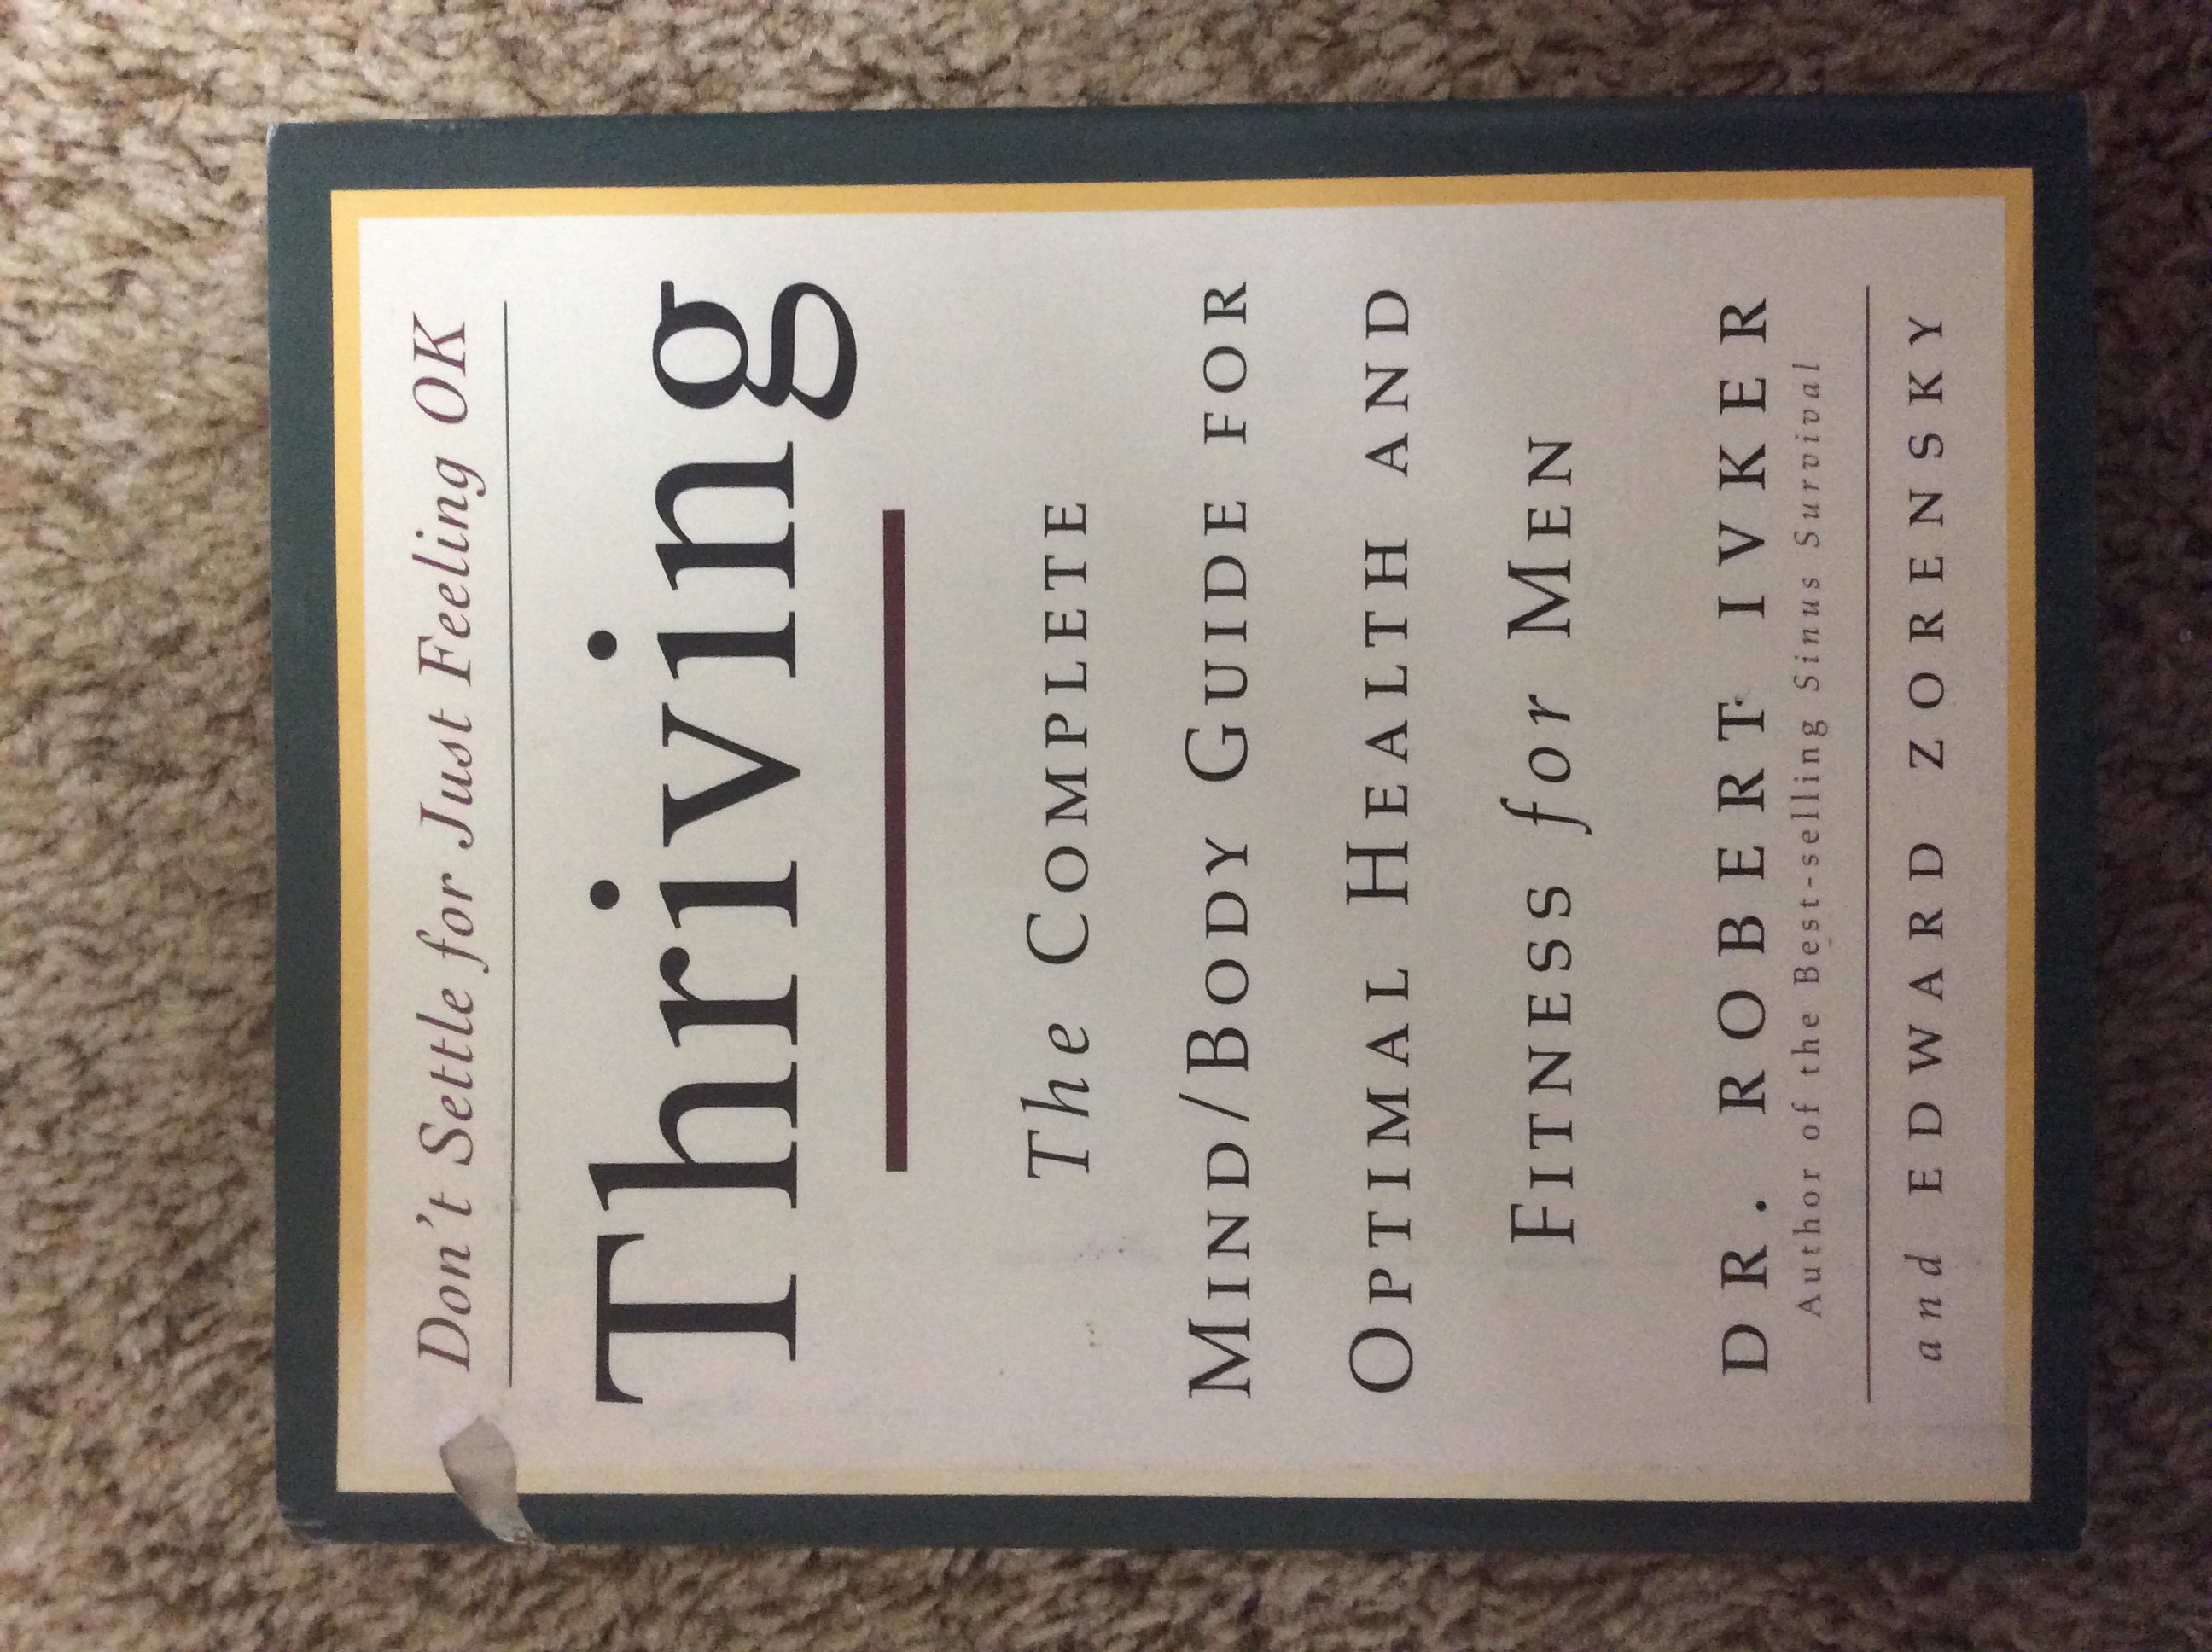 Don't Settle for Just Feeling OK
Thriving
The Complete
Mind/Body Guide for
Optimal Health and
Fitness for Men
DR. ROBERT IVKER
Author of the Best-selling Sinus Survival
and EDWARD ZORENSKY